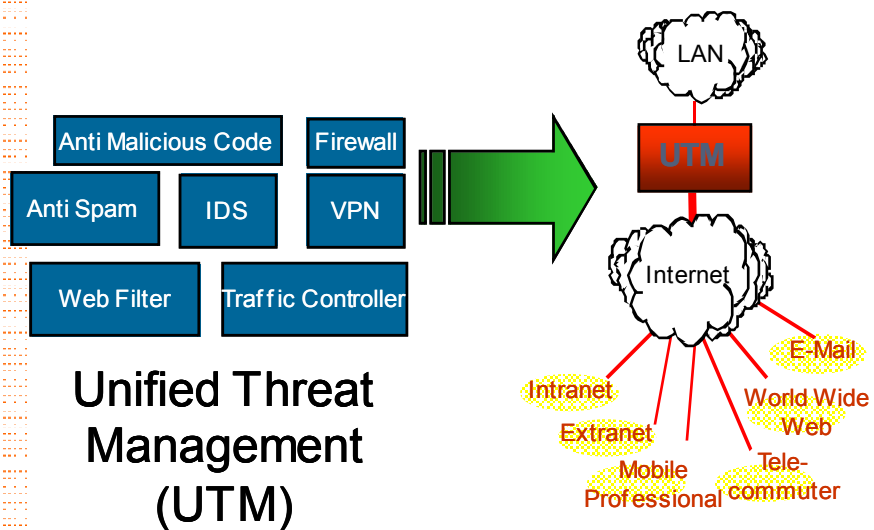 LAN
Anti Malicious Code
Firewall
UTM
Anti Spam
IDS
VPN
Web Filter
Traffic Controller
Internet
E-Mail
Intranet
World Wide
Web
Extranet
Mobile
Professional
Tele-
commuter
Unified Threat
Management
(UTM)